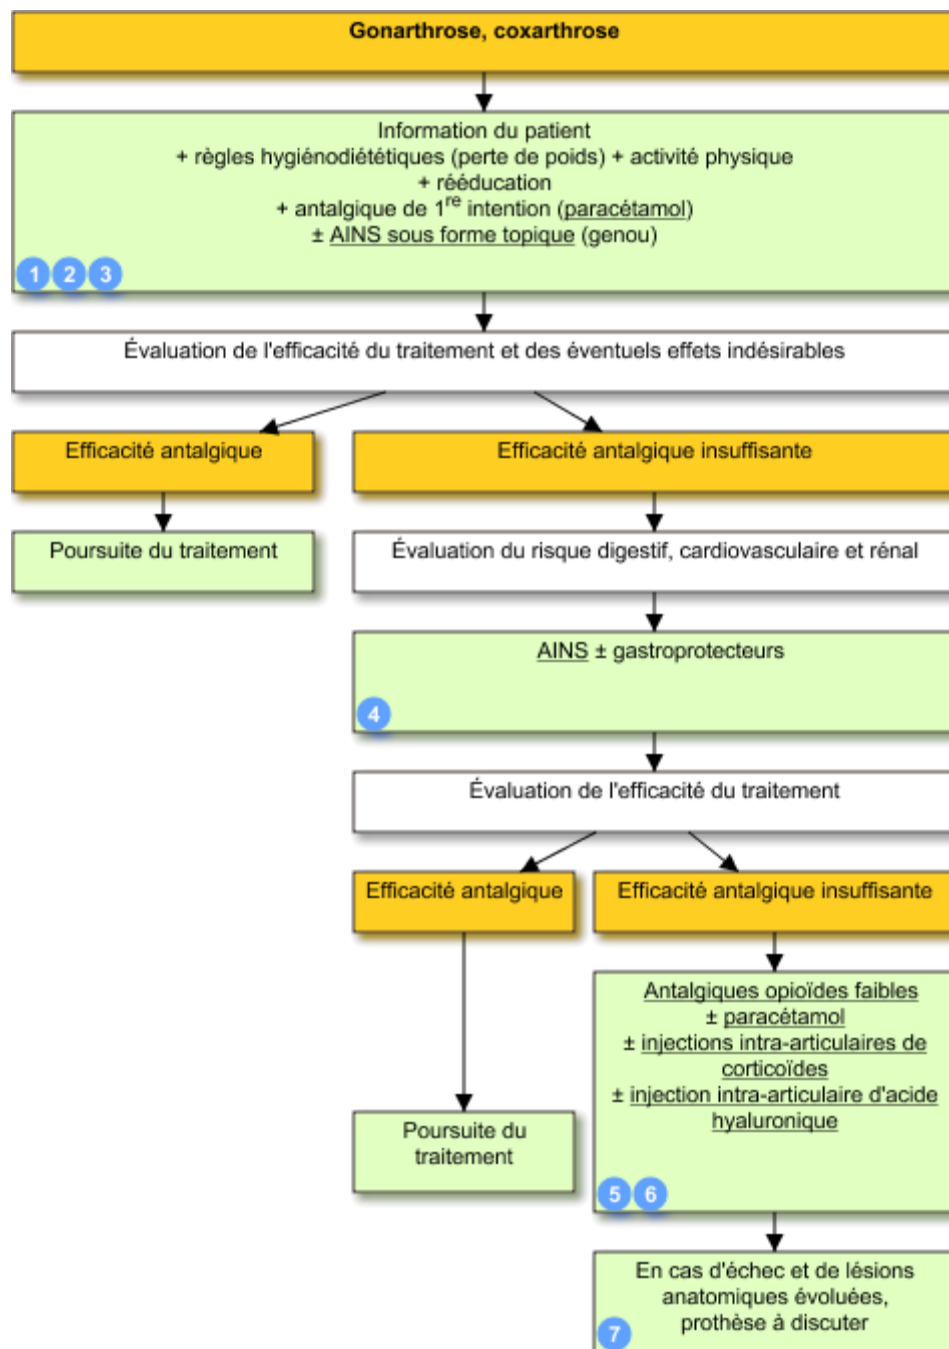 Gonarthrose, coxarthrose
Information du patient
+ règles hygiénodiététiques (perte de poids) + activité physique
+ rééducation
+ antalgique de 1re intention (paracétamol)
± AINS sous forme topique (genou)
1 2 3
Évaluation de l'efficacité du traitement et des éventuels effets indésirables
Efficacité antalgique
Efficacité antalgique insuffisante
Poursuite du traitement
Évaluation du risque digestif, cardiovasculaire et rénal
AINS ± gastroprotecteurs
4
Évaluation de l'efficacité du traitement
Efficacité antalgique
Efficacité antalgique insuffisante
Antalgiques opioïdes faibles
± paracétamol
± injections intra-articulaires de
corticoïdes
± injection intra-articulaire d'acide
hyaluronique
5 6
Poursuite du
traitement
En cas d'échec et de lésions
anatomiques évoluées,
prothèse à discuter
7